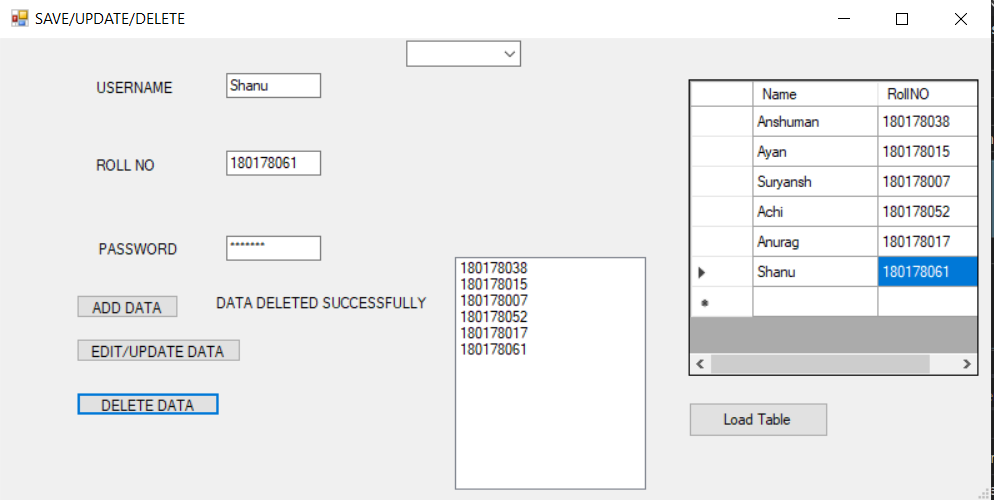 SAVE/UPDATE/DELETE
USERNAME Shanu
ROLL NO 180178061
PASSWORD *******
ADD DATA DATA DELETED SUCCESSFULLY
EDIT/UPDATE DATA
DELETE DATA
180178038
180178015
180178007
180178052
180178017
180178061
Name RollNO
Anshuman 180178038
Ayan 180178015
Suryansh 180178007
Achi 180178052
Anurag 180178017
Shanu 180178061
Load Table